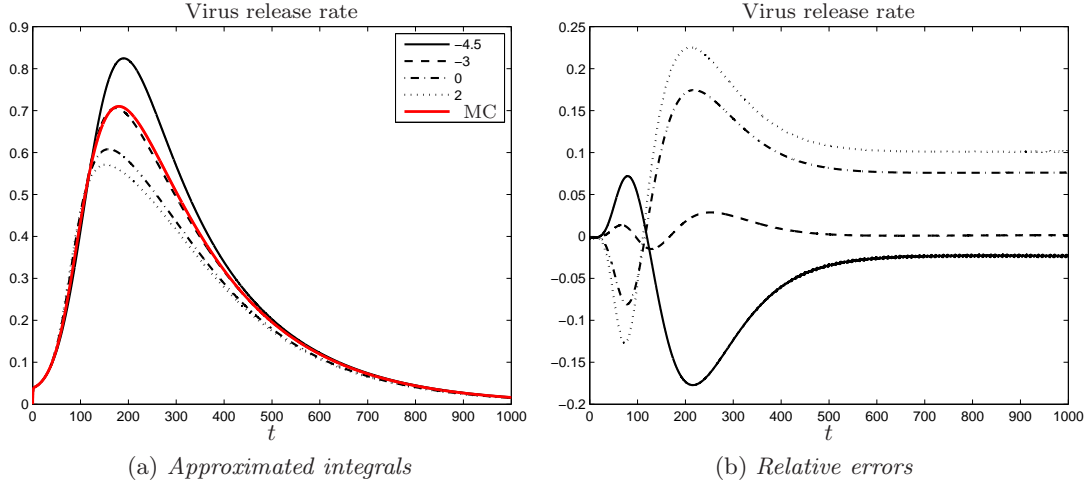 Virus release rate
0.9
0.8
0.7
0.6
0.5
0.4
0.3
0.2
0.1
0
−4.5
−3
0
2
MC
0 100 200 300 400 500 600 700 800 900 1000
t
(a) Approximated integrals
Virus release rate
0.25
0.2
0.15
0.1
0.05
0
−0.05
−0.1
−0.15
−0.2
0 100 200 300 400 500 600 700 800 900 1000
t
(b) Relative errors